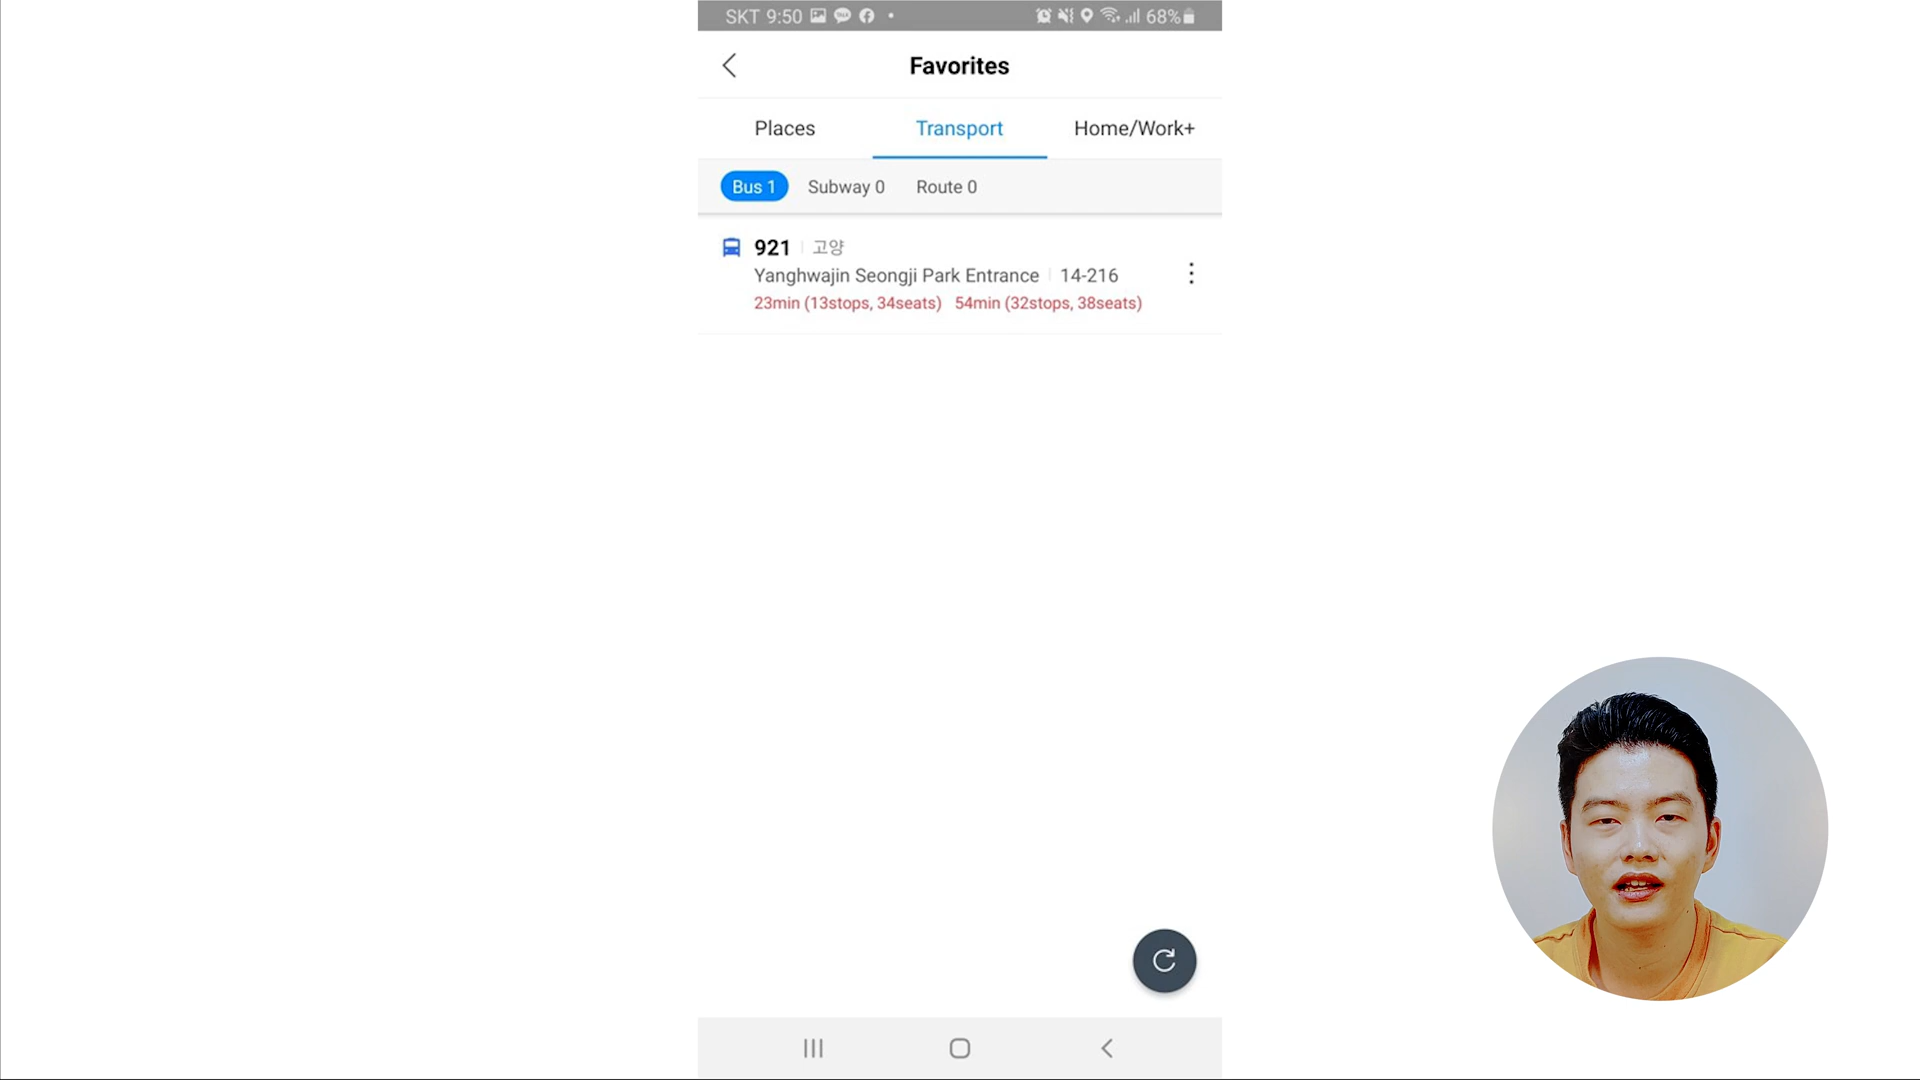 SKT 9:50 68%
Favorites
Places Transport Home/Work+
Bus 1 Subway 0 Route 0
921 고양
Yanghwajin Seongji Park Entrance 14-216
23min (13stops, 34seats) 54min (32stops, 38seats)